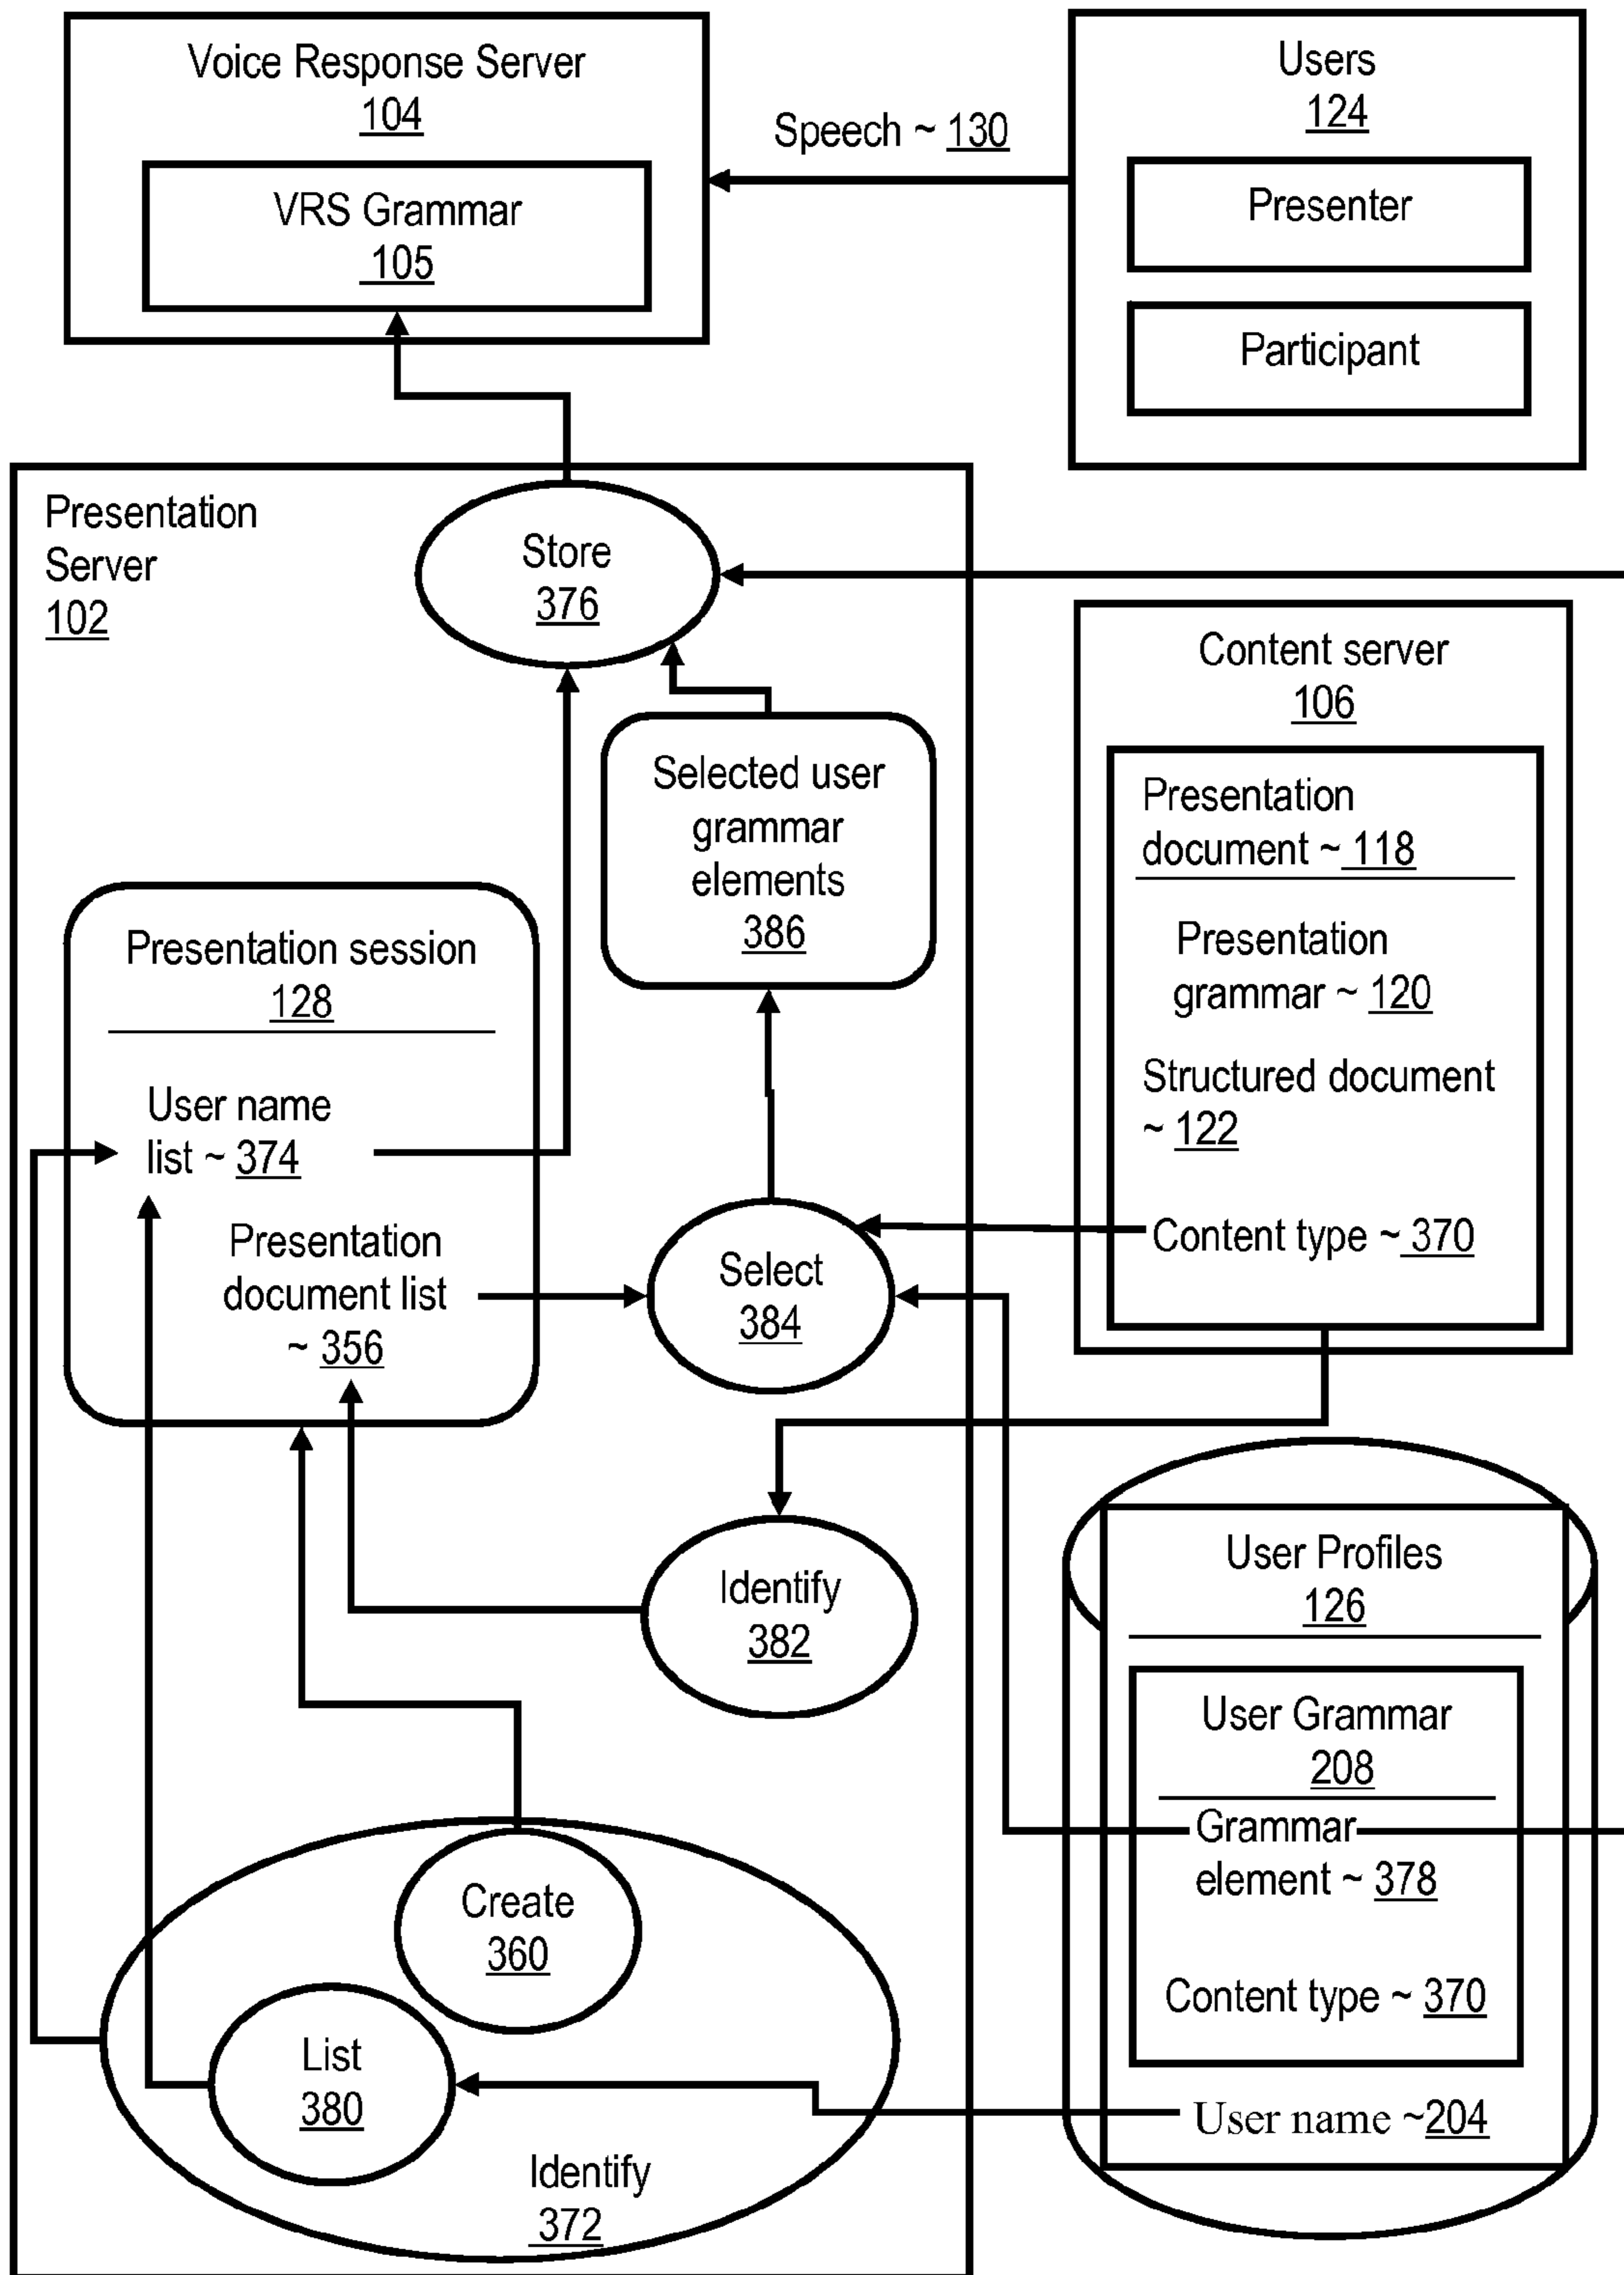 Voice Response Server
104
VRS Grammar
105
Speech ~ 130
Users
124
Presenter
Participant
Presentation
Server
102
Store
376
Selected user
grammar
elements
386
Presentation session
128
User name
list ~ 374
Presentation
document list
~ 356
Select
384
Identify
382
Create
360
List
380
Identify
372
Content server
106
Presentation
document ~ 118
Presentation
grammar ~ 120
Structured document
~ 122
Content type ~ 370
User Profiles
126
User Grammar
208
Grammar
element ~ 378
Content type ~ 370
User name ~204